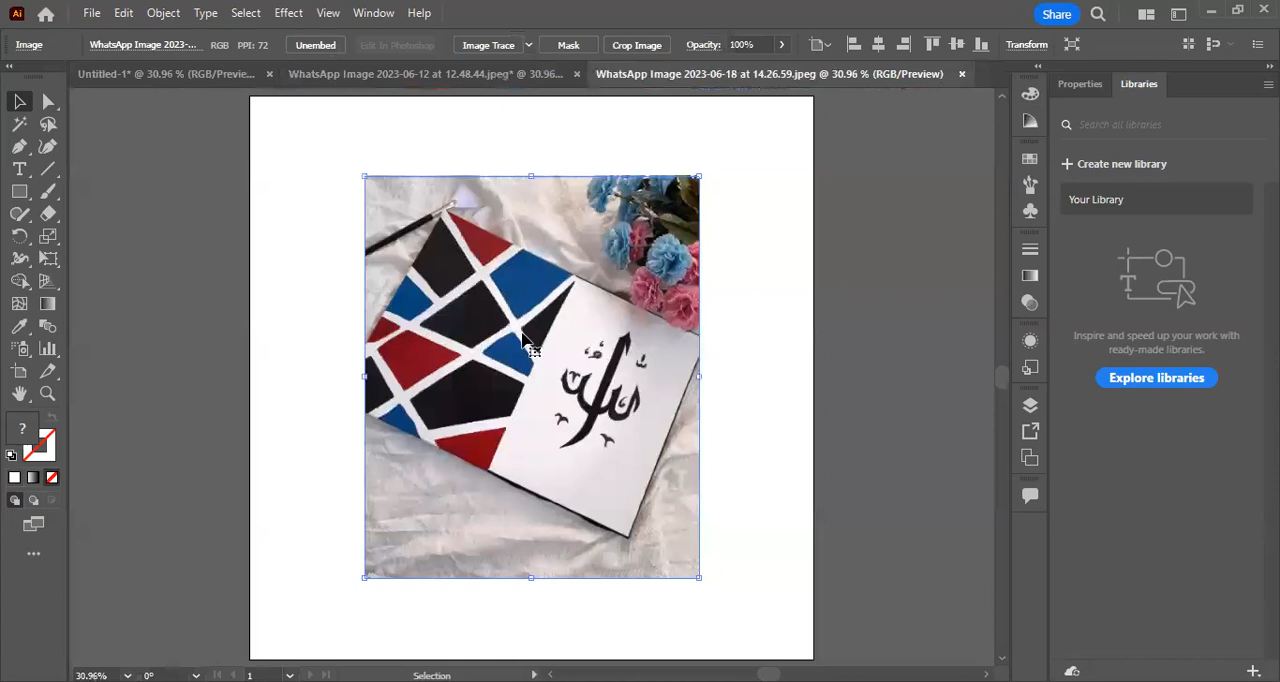 Ai
File Edit Object Type Select Effect View Window Help
Share
Image WhatsApp Image 2023-... RGB PPI: 72 Unembed Edit In Photoshop Image Trace Mask Crop Image Opacity: 100% Transform
Untitled-1* @ 30.96 % (RGB/Previe... × WhatsApp Image 2023-06-12 at 12.48.44.jpeg* @ 30.96... × WhatsApp Image 2023-06-18 at 14.26.59.jpeg @ 30.96 % (RGB/Preview) ×
Properties Libraries
Search all libraries
Create new library
Your Library
Inspire and speed up your work with
ready-made libraries.
Explore libraries
?
30.96% 0° 1 Selection